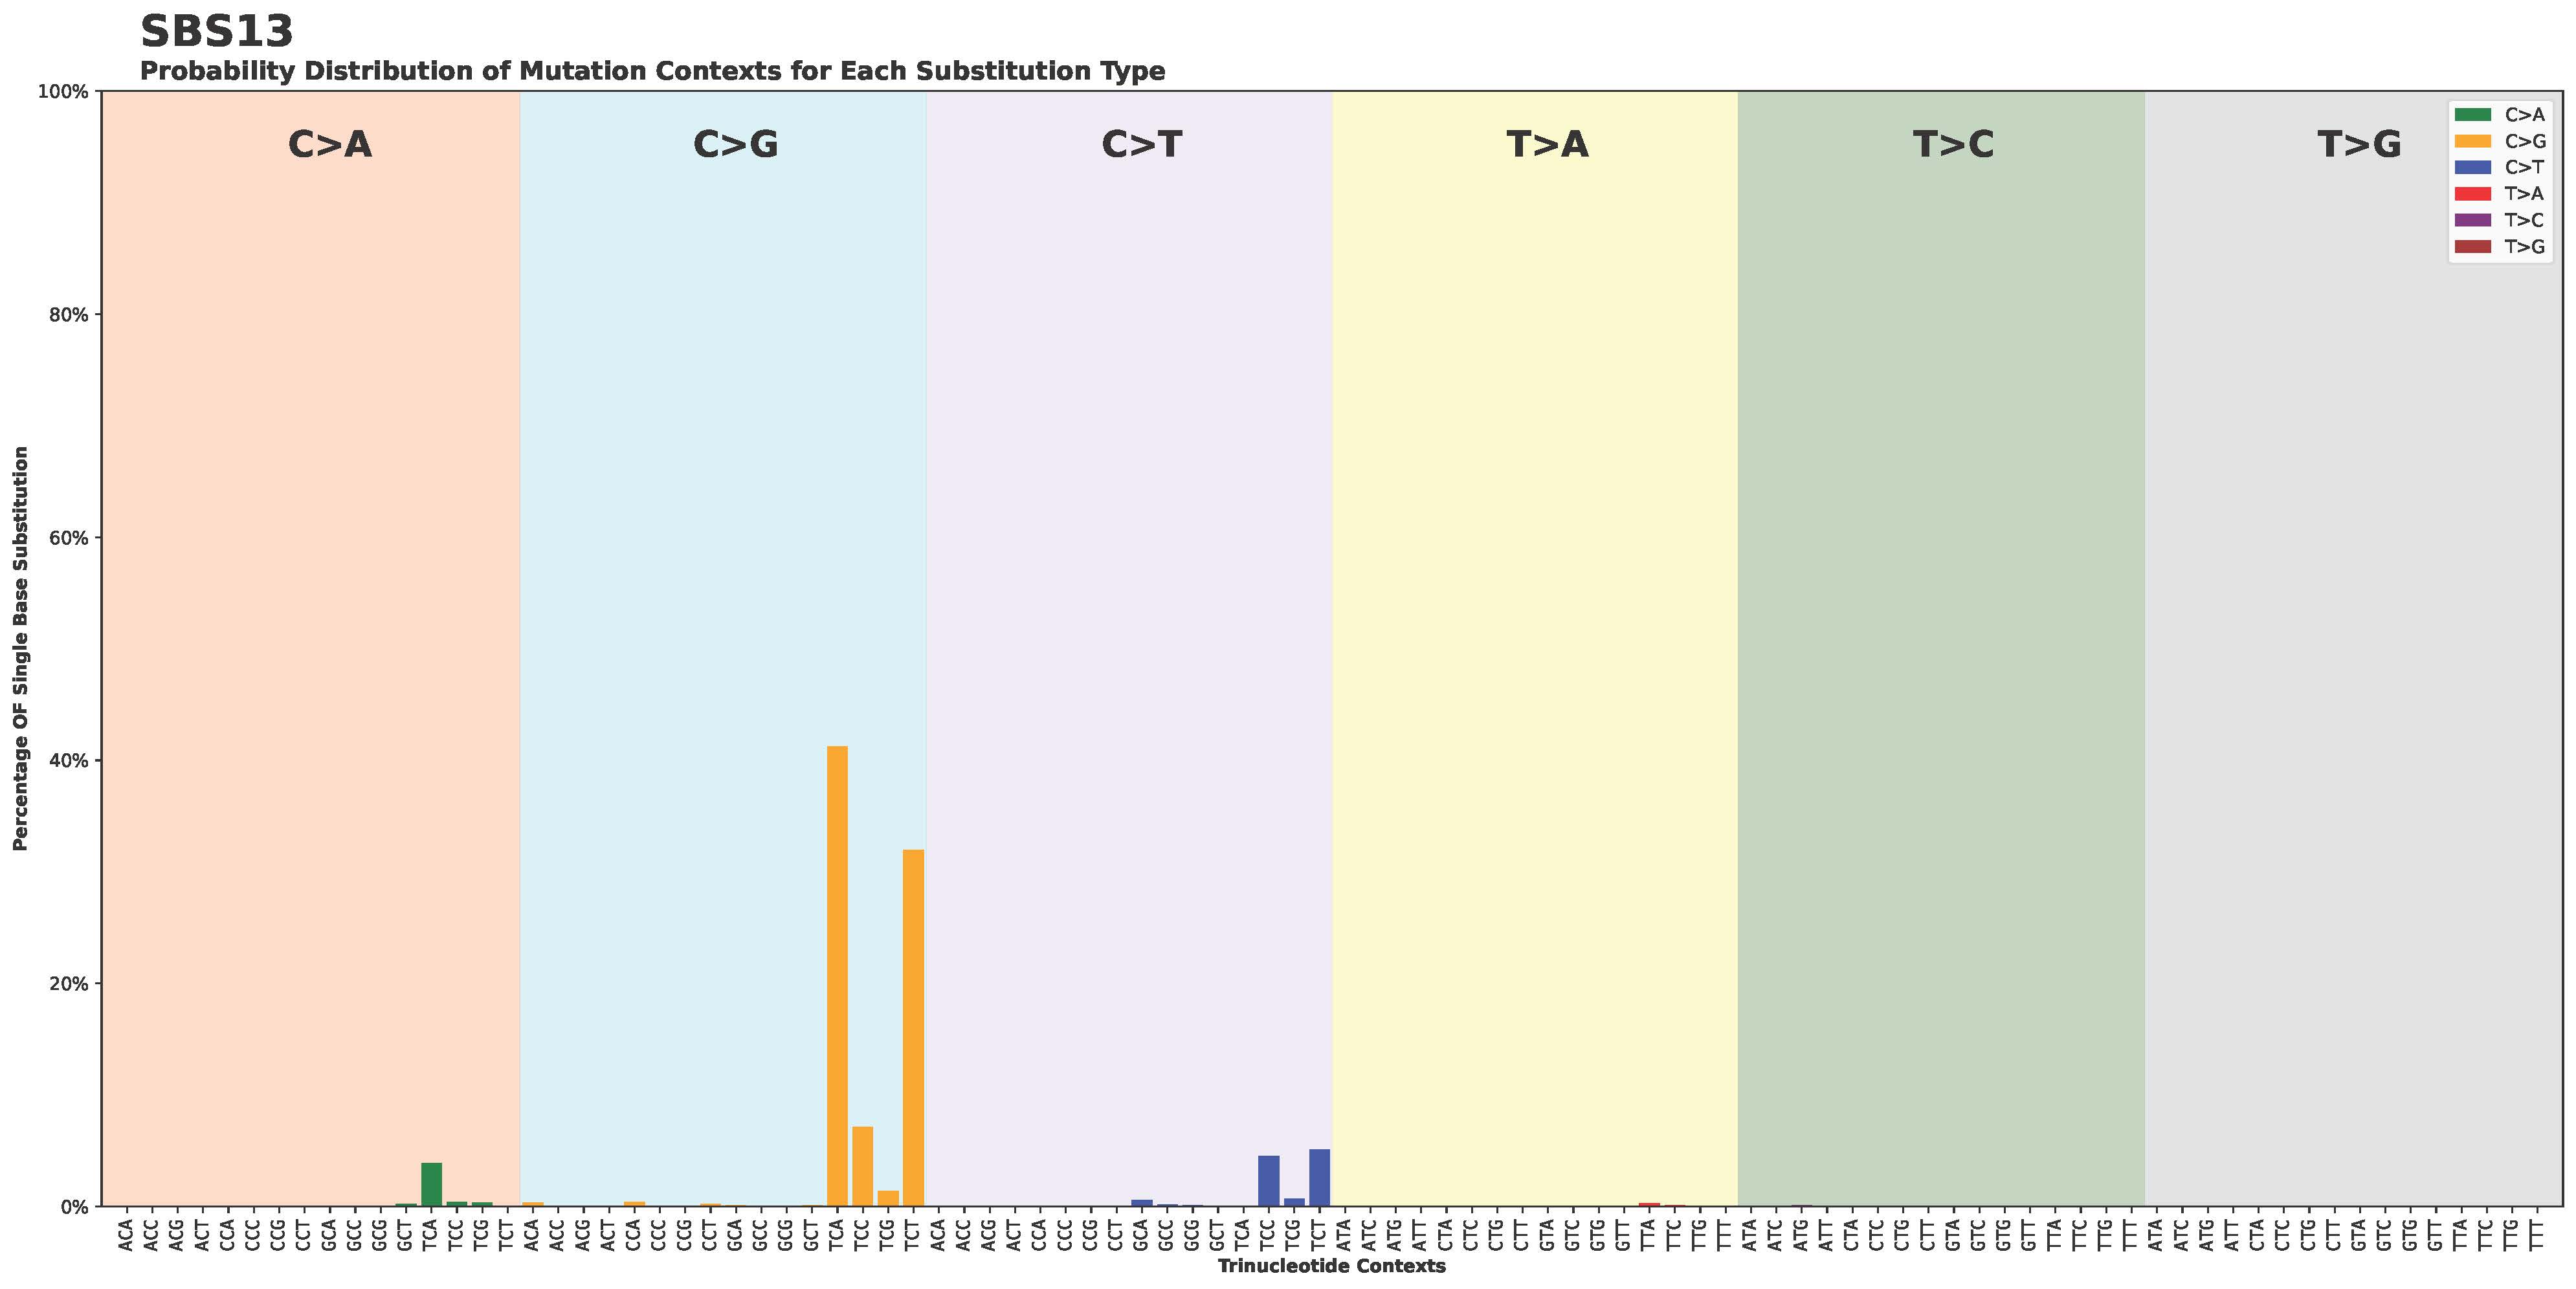 SBS13
Probability Distribution of Mutation Contexts for Each Substitution Type
100%
80%
60%
40%
20%
0%
Percentage OF Single Base Substitution
C>A C>G C>T T>A T>C T>G
C>A
C>G
C>T
T>A
T>C
T>G
ACA ACC ACG ACT CCA CCC CCG CCT GCA GCC GCG GCT TCA TCC TCG TCT ACA ACC ACG ACT CCA CCC CCG CCT GCA GCC GCG GCT TCA TCC TCG TCT ACA ACC ACG ACT CCA CCC CCG CCT GCA GCC GCG GCT TCA TCC TCG TCT ATA ATC ATG ATT CTA CTC CTG CTT GTA GTC GTG GTT TTA TTC TTG TTT ATA ATC ATG ATT CTA CTC CTG CTT GTA GTC GTG GTT TTA TTC TTG TTT ATA ATC ATG ATT CTA CTC CTG CTT GTA GTC GTG GTT TTA TTC TTG TTT
Trinucleotide Contexts